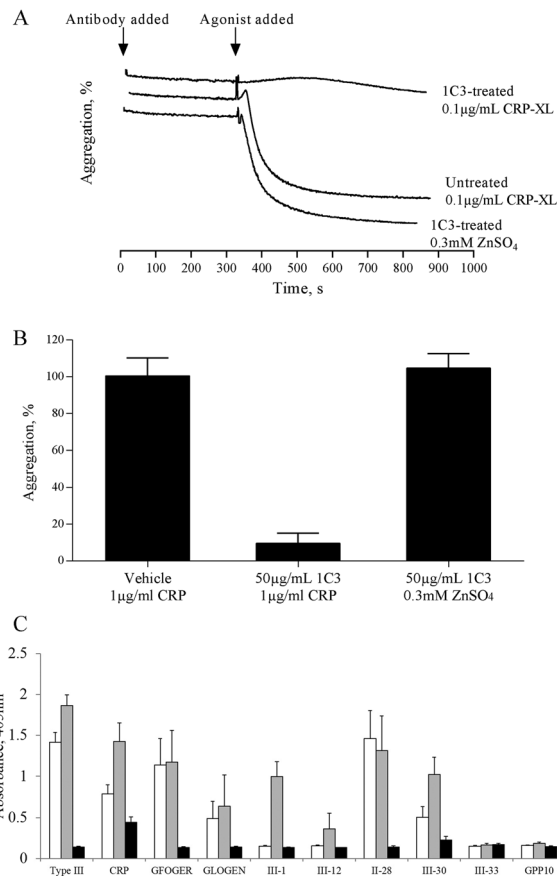 A
Antibody added
Agonist added
Aggregation, %
1C3-treated
0.1μg/mL CRP-XL
Untreated
0.1μg/mL CRP-XL
1C3-treated
0.3mM ZnSO4
0 100 200 300 400 500 600 700 800 900 1000
Time, s
B
Aggregation, %
120
100
80
60
40
20
0
Vehicle
1μg/ml CRP
50μg/mL 1C3
1μg/ml CRP
50μg/mL 1C3
0.3mM ZnSO4
C
Absorbance, 405nm
2.5
2
1.5
1
0.5
0
Type III CRP GFOGER GLOGEN III-1 III-12 II-28 III-30 III-33 GPP10